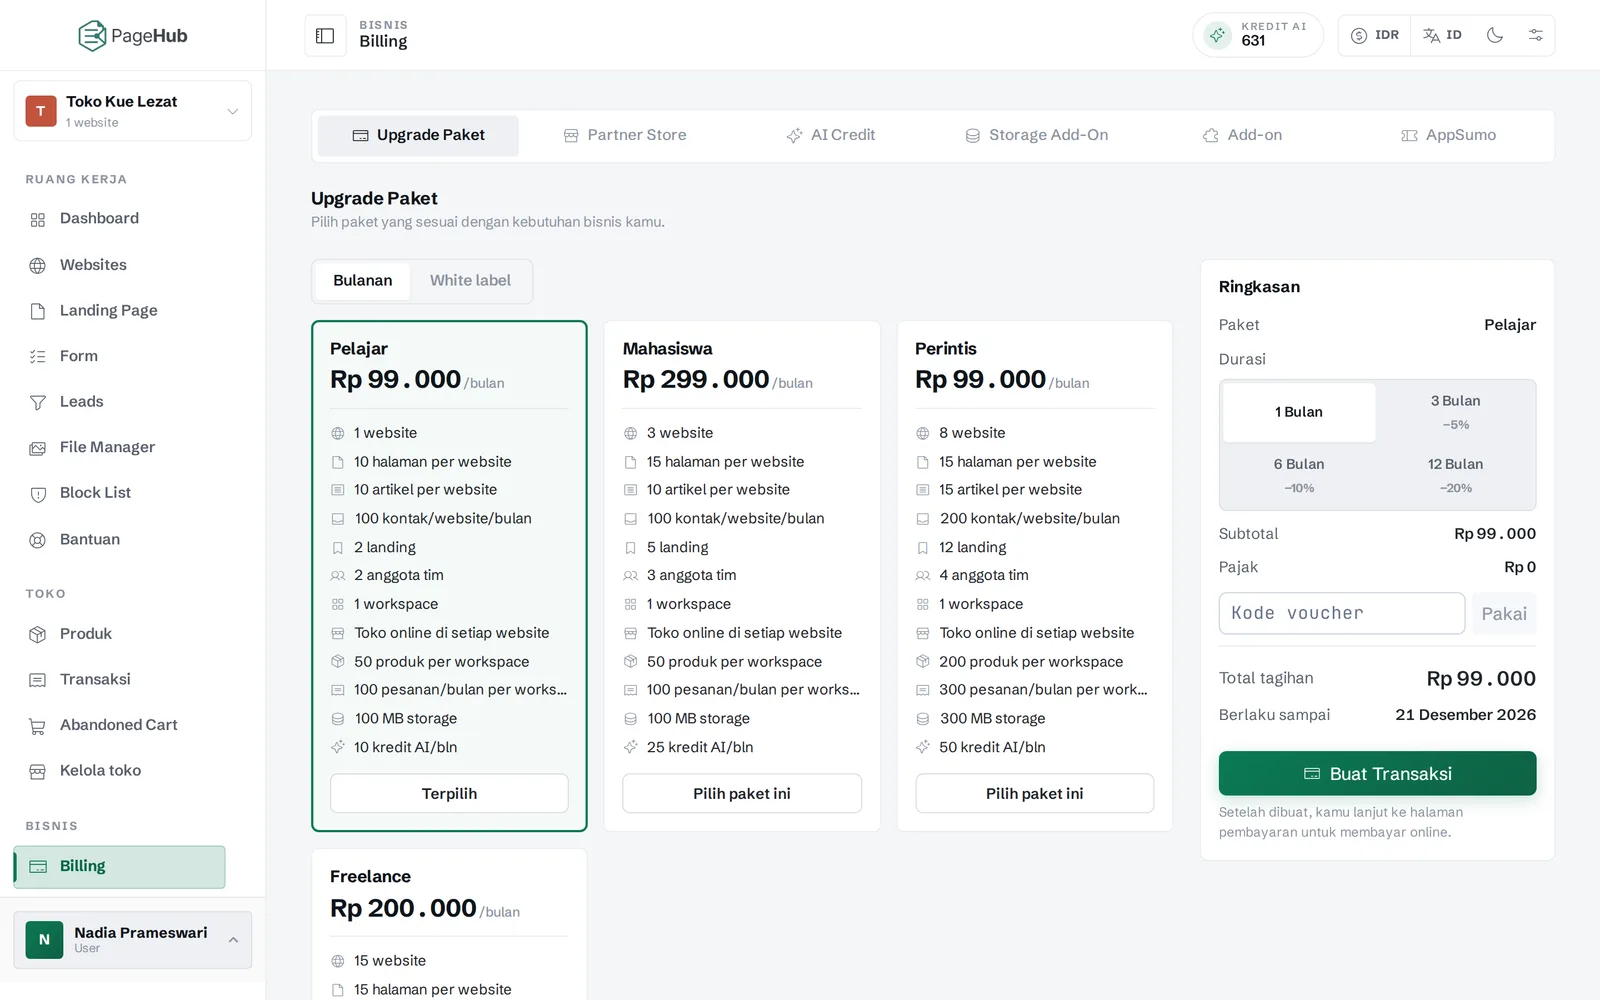 PageHub
T
Toko Kue Lezat
1 website
RUANG KERJA
Dashboard
Websites
Landing Page
Form
Leads
File Manager
Block List
Bantuan
TOKO
Produk
Transaksi
Abandoned Cart
Kelola toko
BISNIS
Billing
N
Nadia Prameswari
User
BISNIS
Billing
KREDIT AI
631
IDR
ID
Upgrade Paket
Partner Store
AI Credit
Storage Add-On
Add-on
AppSumo
Upgrade Paket
Pilih paket yang sesuai dengan kebutuhan bisnis kamu.
Bulanan
White label
Pelajar
Rp 99.000 /bulan
1 website
10 halaman per website
10 artikel per website
100 kontak/website/bulan
2 landing
2 anggota tim
1 workspace
Toko online di setiap website
50 produk per workspace
100 pesanan/bulan per works...
100 MB storage
10 kredit AI/bln
Terpilih
Mahasiswa
Rp 299.000 /bulan
3 website
15 halaman per website
10 artikel per website
100 kontak/website/bulan
5 landing
3 anggota tim
1 workspace
Toko online di setiap website
50 produk per workspace
100 pesanan/bulan per works...
100 MB storage
25 kredit AI/bln
Pilih paket ini
Perintis
Rp 99.000 /bulan
8 website
15 halaman per website
15 artikel per website
200 kontak/website/bulan
12 landing
4 anggota tim
1 workspace
Toko online di setiap website
200 produk per workspace
300 pesanan/bulan per work...
300 MB storage
50 kredit AI/bln
Pilih paket ini
Freelance
Rp 200.000 /bulan
15 website
15 halaman per website
Ringkasan
Paket Pelajar
Durasi
1 Bulan
3 Bulan
-5%
6 Bulan
-10%
12 Bulan
-20%
Subtotal Rp 99.000
Pajak Rp 0
Kode voucher
Pakai
Total tagihan Rp 99.000
Berlaku sampai 21 Desember 2026
Buat Transaksi
Setelah dibuat, kamu lanjut ke halaman
pembayaran untuk membayar online.